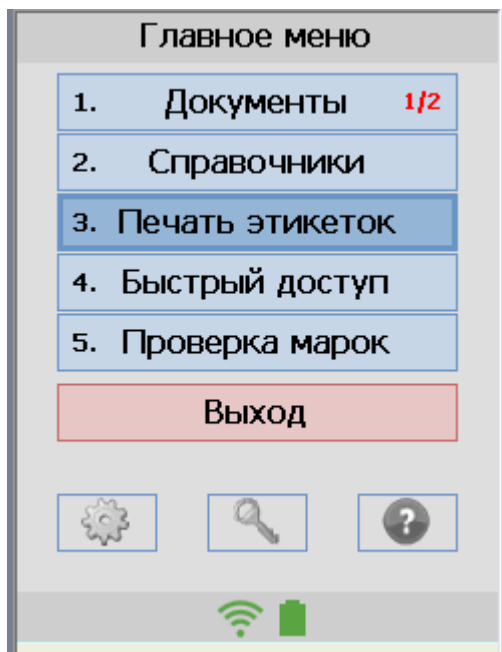 Главное меню
1. Документы 1/2
2. Справочники
3. Печать этикеток
4. Быстрый доступ
5. Проверка марок
Выход
?